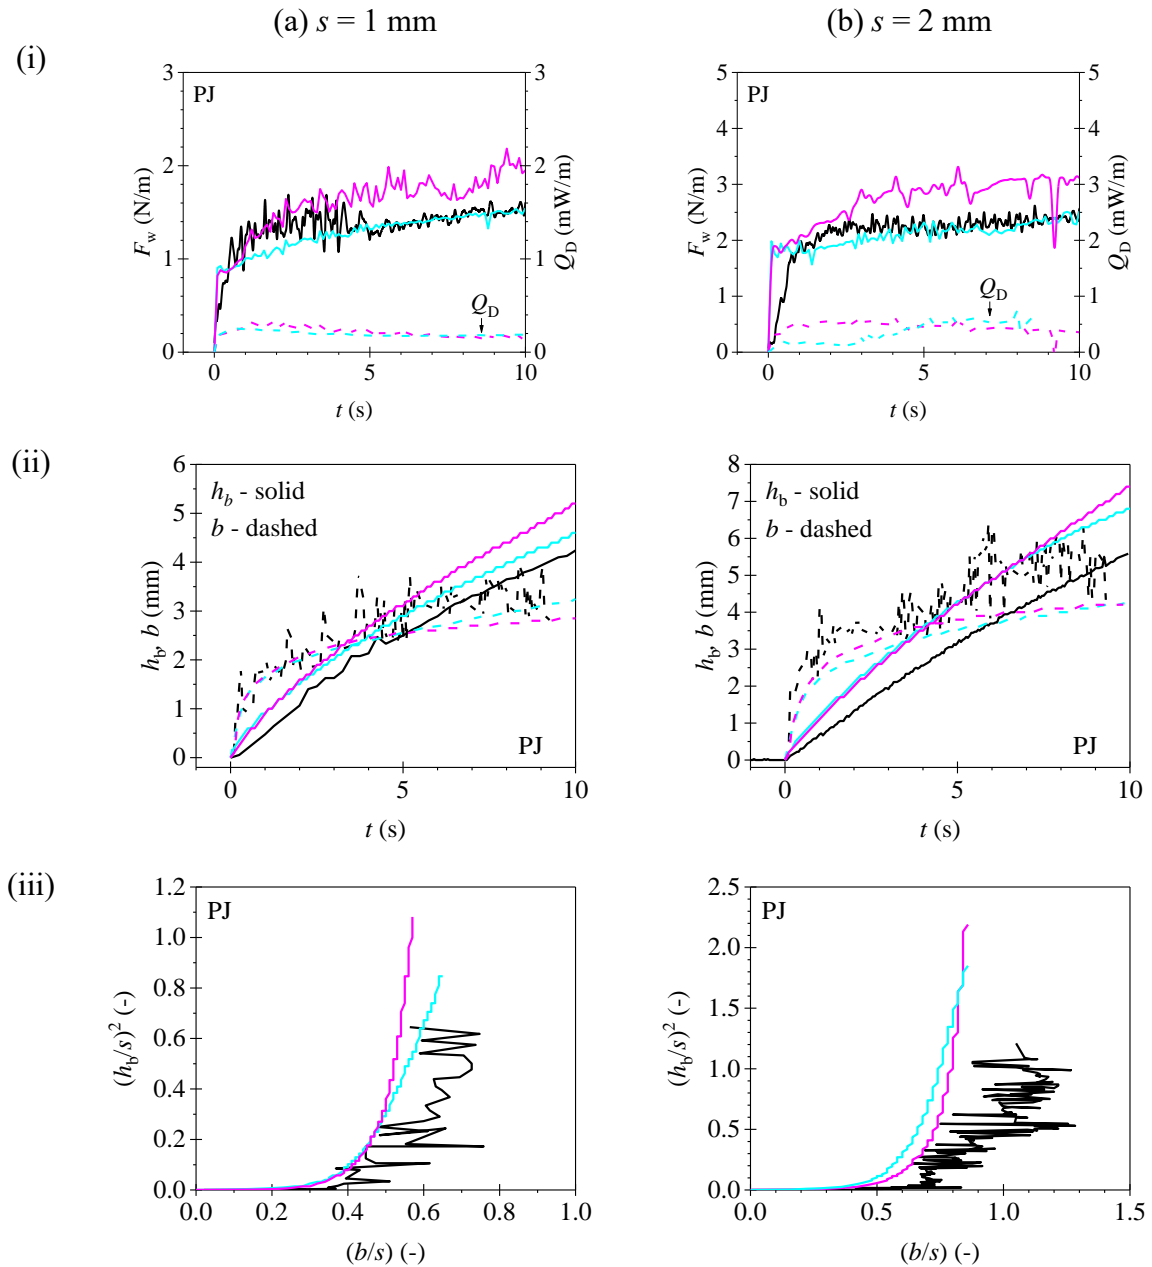 (a) s = 1 mm
(b) s = 2 mm
(i)
PJ
F_w (N/m)
3
2
1
0
3
2
1
0
Q_D (mW/m)
Q_D
0 5 10
t (s)
PJ
F_w (N/m)
5
4
3
2
1
0
5
4
3
2
1
0
Q_D (mW/m)
Q_D
0 5 10
t (s)
(ii)
h_b - solid
b - dashed
h_b, b (mm)
6
5
4
3
2
1
0
PJ
0 5 10
t (s)
h_b - solid
b - dashed
h_b, b (mm)
8
7
6
5
4
3
2
1
0
PJ
0 5 10
t (s)
(iii)
PJ
(h_b/s)^2 (-)
1.2
1.0
0.8
0.6
0.4
0.2
0.0
0.0 0.2 0.4 0.6 0.8 1.0
(b/s) (-)
PJ
(h_b/s)^2 (-)
2.5
2.0
1.5
1.0
0.5
0.0
0.0 0.5 1.0 1.5
(b/s) (-)